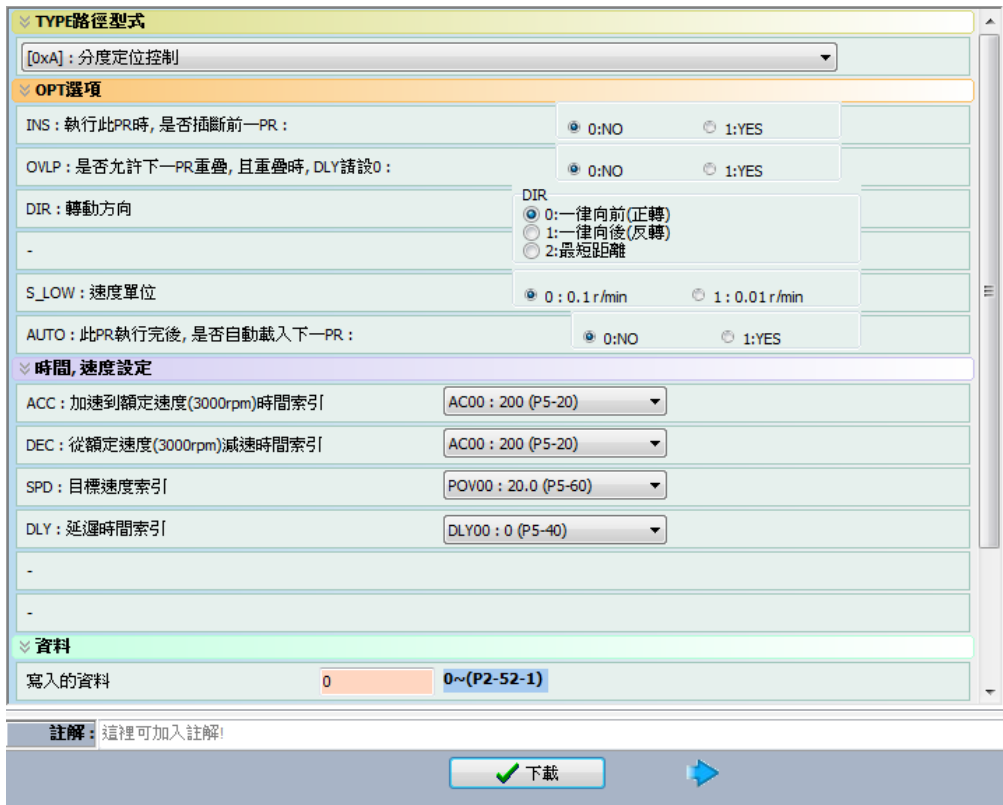 TYPE路徑型式
[0xA] : 分度定位控制
OPT選項
INS : 執行此PR時, 是否插斷前一PR : 0:NO 1:YES
OVLP : 是否允許下一PR重疊, 且重疊時, DLY請設0 : 0:NO 1:YES
DIR : 轉動方向
DIR
0:一律向前(正轉)
1:一律向後(反轉)
2:最短距離
-
S_LOW : 速度單位 0 : 0.1 r/min 1 : 0.01 r/min
AUTO : 此PR執行完後, 是否自動載入下一PR : 0:NO 1:YES
時間, 速度設定
ACC : 加速到額定速度(3000rpm)時間索引 AC00 : 200 (P5-20)
DEC : 從額定速度(3000rpm)減速時間索引 AC00 : 200 (P5-20)
SPD : 目標速度索引 POV00 : 20.0 (P5-60)
DLY : 延遲時間索引 DLY00 : 0 (P5-40)
-
-
資料
寫入的資料 0 0~(P2-52-1)
註解 : 這裡可加入註解!
下載